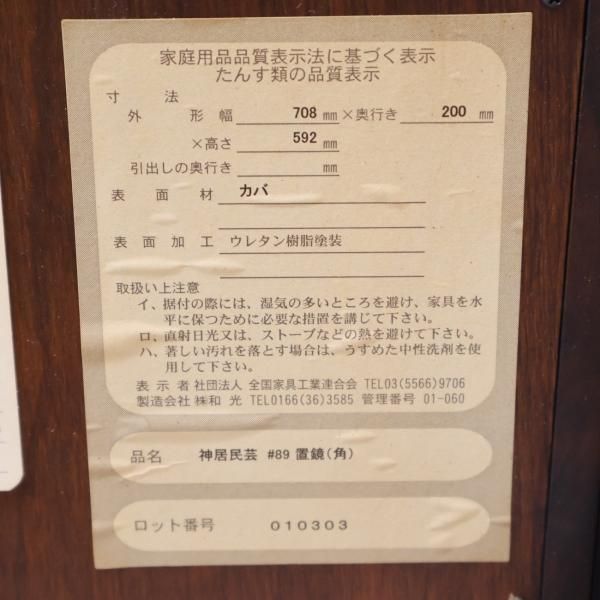 家庭用品品質表示法に基づく表示
たんす類の品質表示
寸法
外形幅 708 mm ×奥行き 200 mm
×高さ 592 mm
引出しの奥行き mm
表面材 カバ
表面加工 ウレタン樹脂塗装
取扱い上注意
イ、据付の際には、湿気の多いところを避け、家具を水
平に保つために必要な措置を講じて下さい。
ロ、直射日光又は、ストーブなどの熱を避けて下さい。
ハ、著しい汚れを落とす場合は、うすめた中性洗剤を使
用して下さい。
表示者 社団法人 全国家具工業連合会 TEL03(5566)9706
製造会社 ㈱和光 TEL0166(36)3585 管理番号 01-060
品名 神居民芸 #89 置鏡(角)
ロット番号 010303